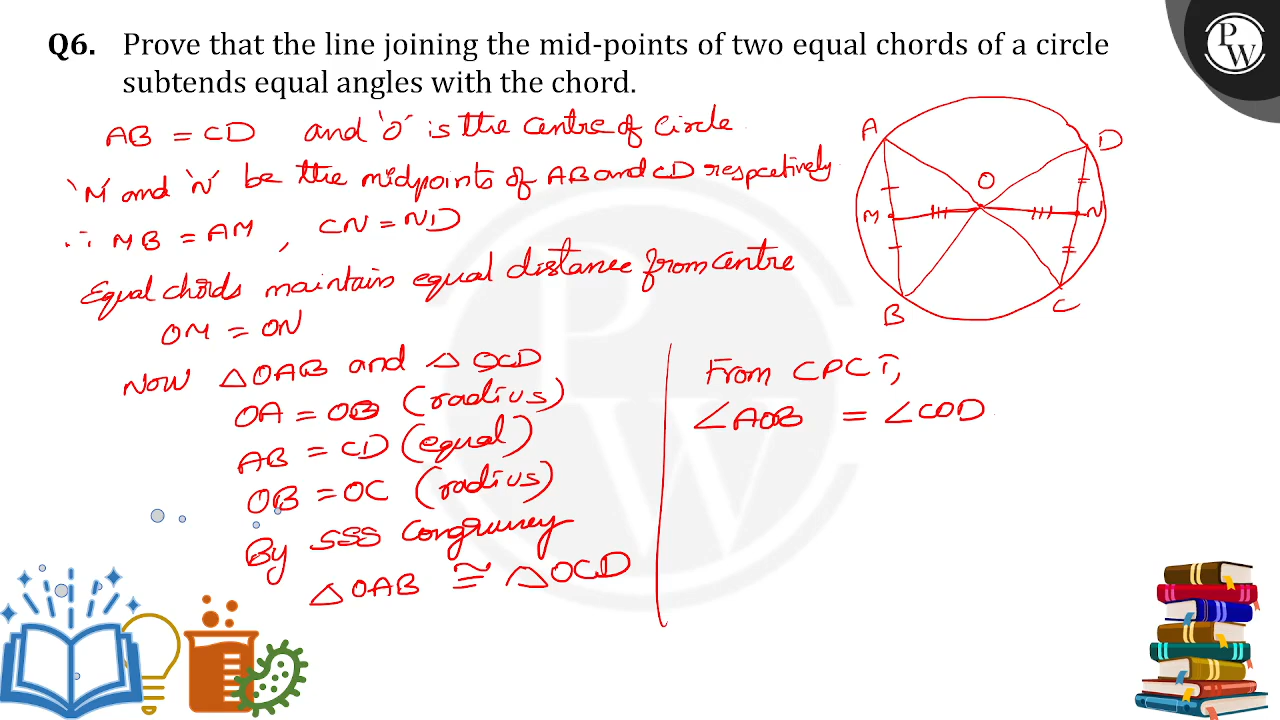 Q6. Prove that the line joining the mid-points of two equal chords of a circle
subtends equal angles with the chord.
AB = CD and 'O' is the centre of circle
'M' and 'N' be the midpoints of AB and CD respcetively
∴ MB = AM, CN = ND
Equal chords maintain equal distance from centre
OM = ON
Now △OAB and △OCD
OA = OB (radius)
AB = CD (equal)
OB = OC (radius)
By SSS Congruency
△OAB ≅ △OCD
From CPCT,
∠AOB = ∠COD
A
D
O
M
N
B
C
P
W
PW